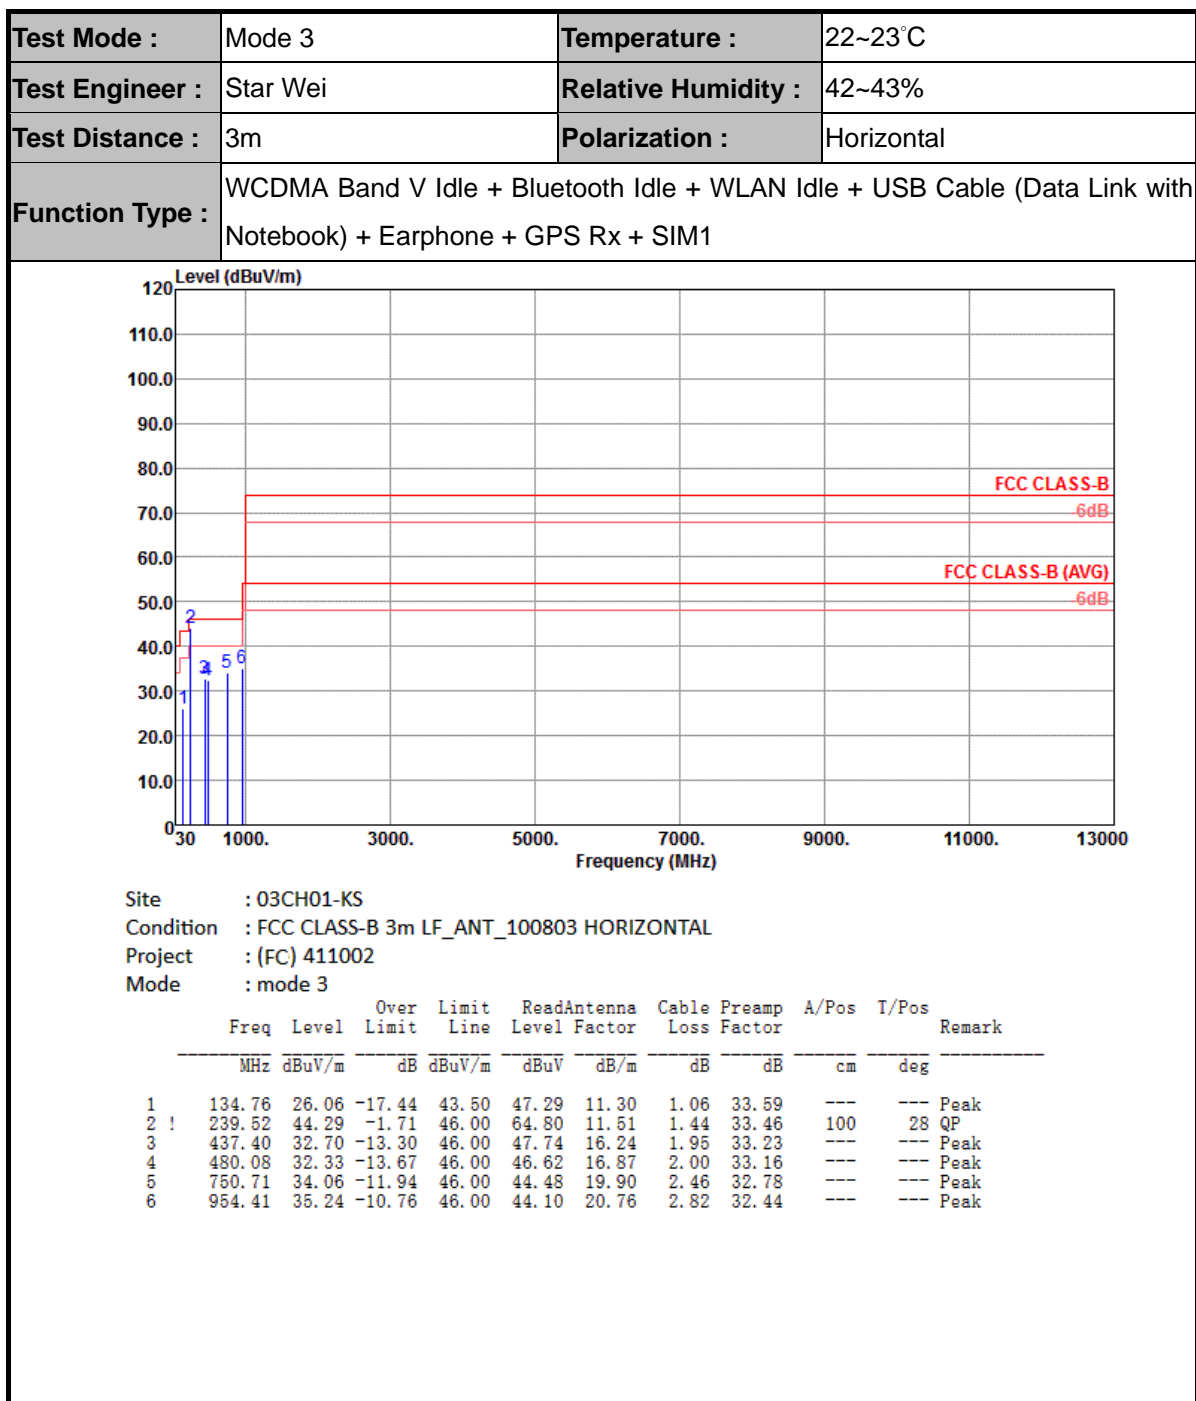 Test Mode : Mode 3 Temperature : 22~23°C
Test Engineer : Star Wei Relative Humidity : 42~43%
Test Distance : 3m Polarization : Horizontal
Function Type : WCDMA Band V Idle + Bluetooth Idle + WLAN Idle + USB Cable (Data Link with
Notebook) + Earphone + GPS Rx + SIM1
Level (dBuV/m)
120
110.0
100.0
90.0
80.0
FCC CLASS-B
70.0
-6dB
60.0
FCC CLASS-B (AVG)
50.0
-6dB
2
40.0
3 4 5 6
30.0
1
20.0
10.0
0
30 1000. 3000. 5000. 7000. 9000. 11000. 13000
Frequency (MHz)
Site : 03CH01-KS
Condition : FCC CLASS-B 3m LF_ANT_100803 HORIZONTAL
Project : (FC) 411002
Mode : mode 3
Over Limit ReadAntenna Cable Preamp A/Pos T/Pos
Freq Level Limit Line Level Factor Loss Factor Remark
MHz dBuV/m dB dBuV/m dBuV dB/m dB dB cm deg
1 134.76 26.06 -17.44 43.50 47.29 11.30 1.06 33.59 --- --- Peak
2 ! 239.52 44.29 -1.71 46.00 64.80 11.51 1.44 33.46 100 28 QP
3 437.40 32.70 -13.30 46.00 47.74 16.24 1.95 33.23 --- --- Peak
4 480.08 32.33 -13.67 46.00 46.62 16.87 2.00 33.16 --- --- Peak
5 750.71 34.06 -11.94 46.00 44.48 19.90 2.46 32.78 --- --- Peak
6 954.41 35.24 -10.76 46.00 44.10 20.76 2.82 32.44 --- --- Peak